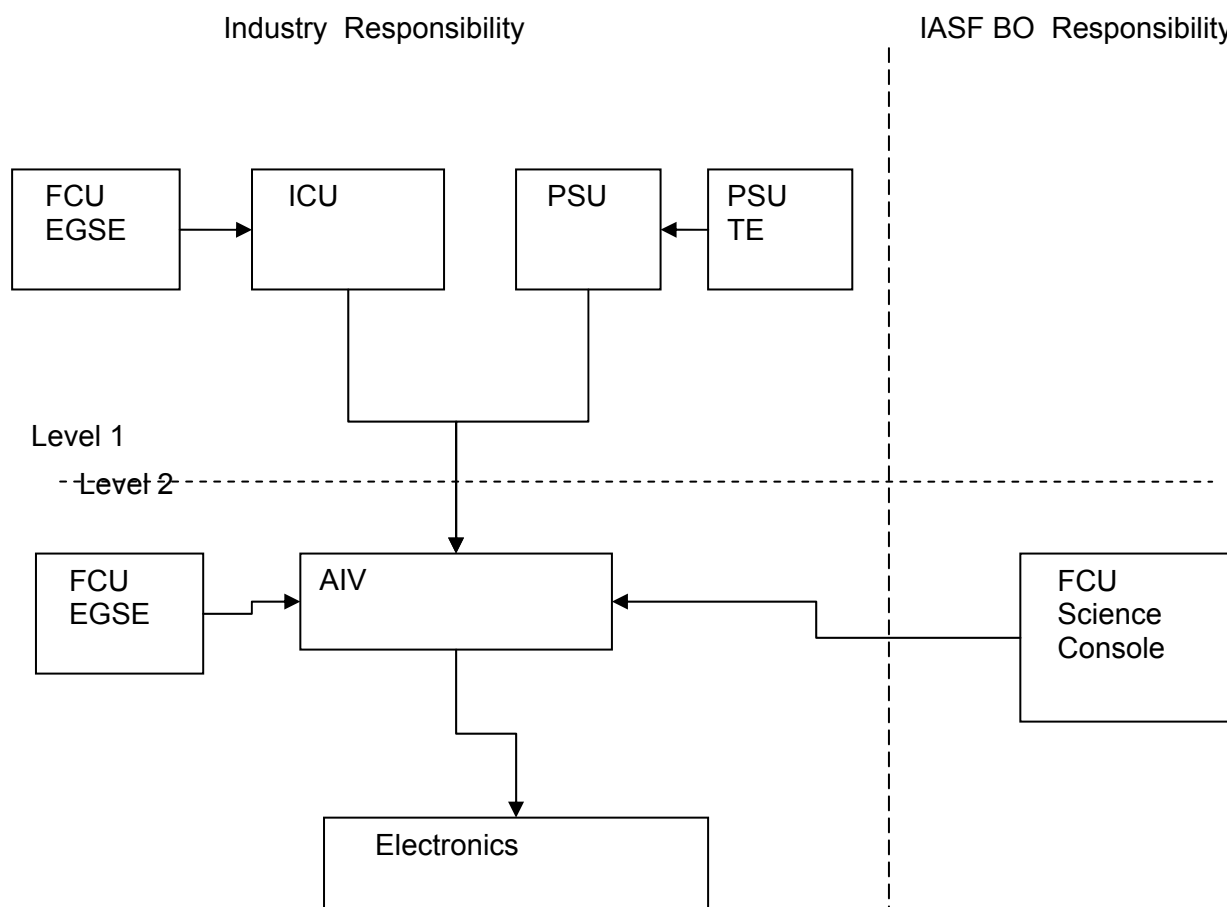 Industry Responsibility
IASF BO Responsibility
FCU
EGSE
ICU
PSU
PSU
TE
Level 1
Level 2
FCU
EGSE
AIV
FCU
Science
Console
Electronics